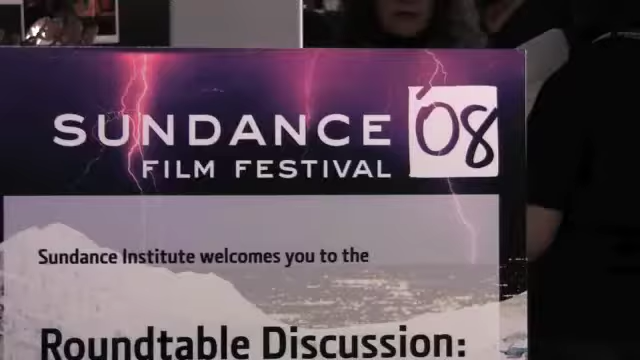 SUNDANCE '08
FILM FESTIVAL
Sundance Institute welcomes you to the
Roundtable Discussion: